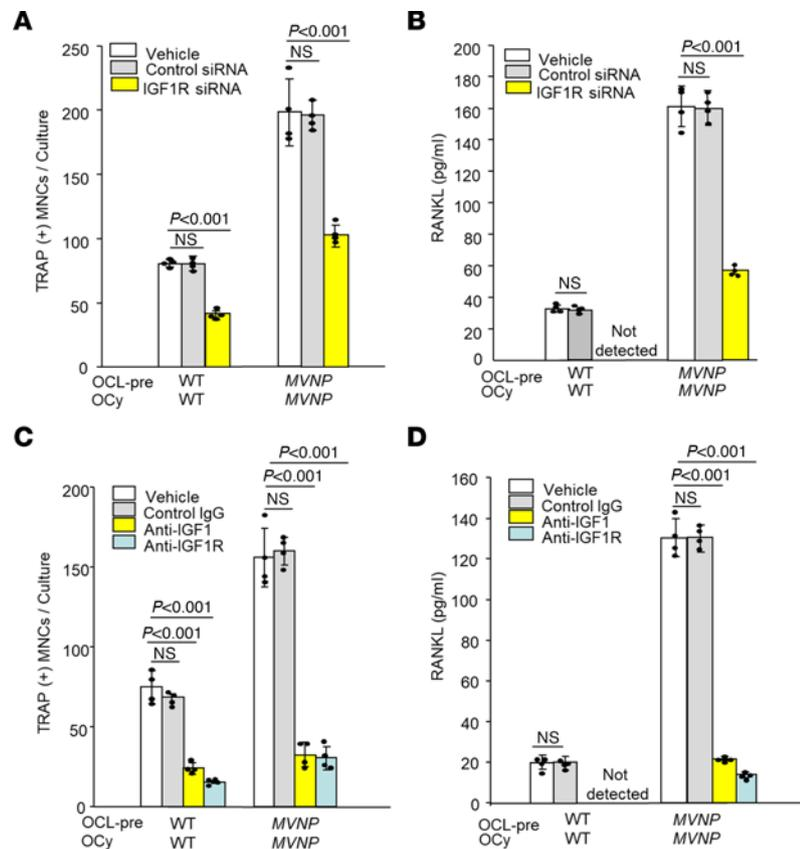 A
P<0.001
NS
250
200
150
100
50
0
TRAP (+) MNCs / Culture
Vehicle
Control siRNA
IGF1R siRNA
P<0.001
NS
OCL-pre WT MVNP
OCy WT MVNP
B
P<0.001
NS
200
180
160
140
120
100
80
60
40
20
0
RANKL (pg/ml)
Vehicle
Control siRNA
IGF1R siRNA
NS
Not
detected
OCL-pre WT MVNP
OCy WT MVNP
C
P<0.001
P<0.001
NS
200
150
100
50
0
TRAP (+) MNCs / Culture
Vehicle
Control IgG
Anti-IGF1
Anti-IGF1R
P<0.001
P<0.001
NS
OCL-pre WT MVNP
OCy WT MVNP
D
P<0.001
P<0.001
NS
160
140
120
100
80
60
40
20
0
RANKL (pg/ml)
Vehicle
Control IgG
Anti-IGF1
Anti-IGF1R
NS
Not
detected
OCL-pre WT MVNP
OCy WT MVNP